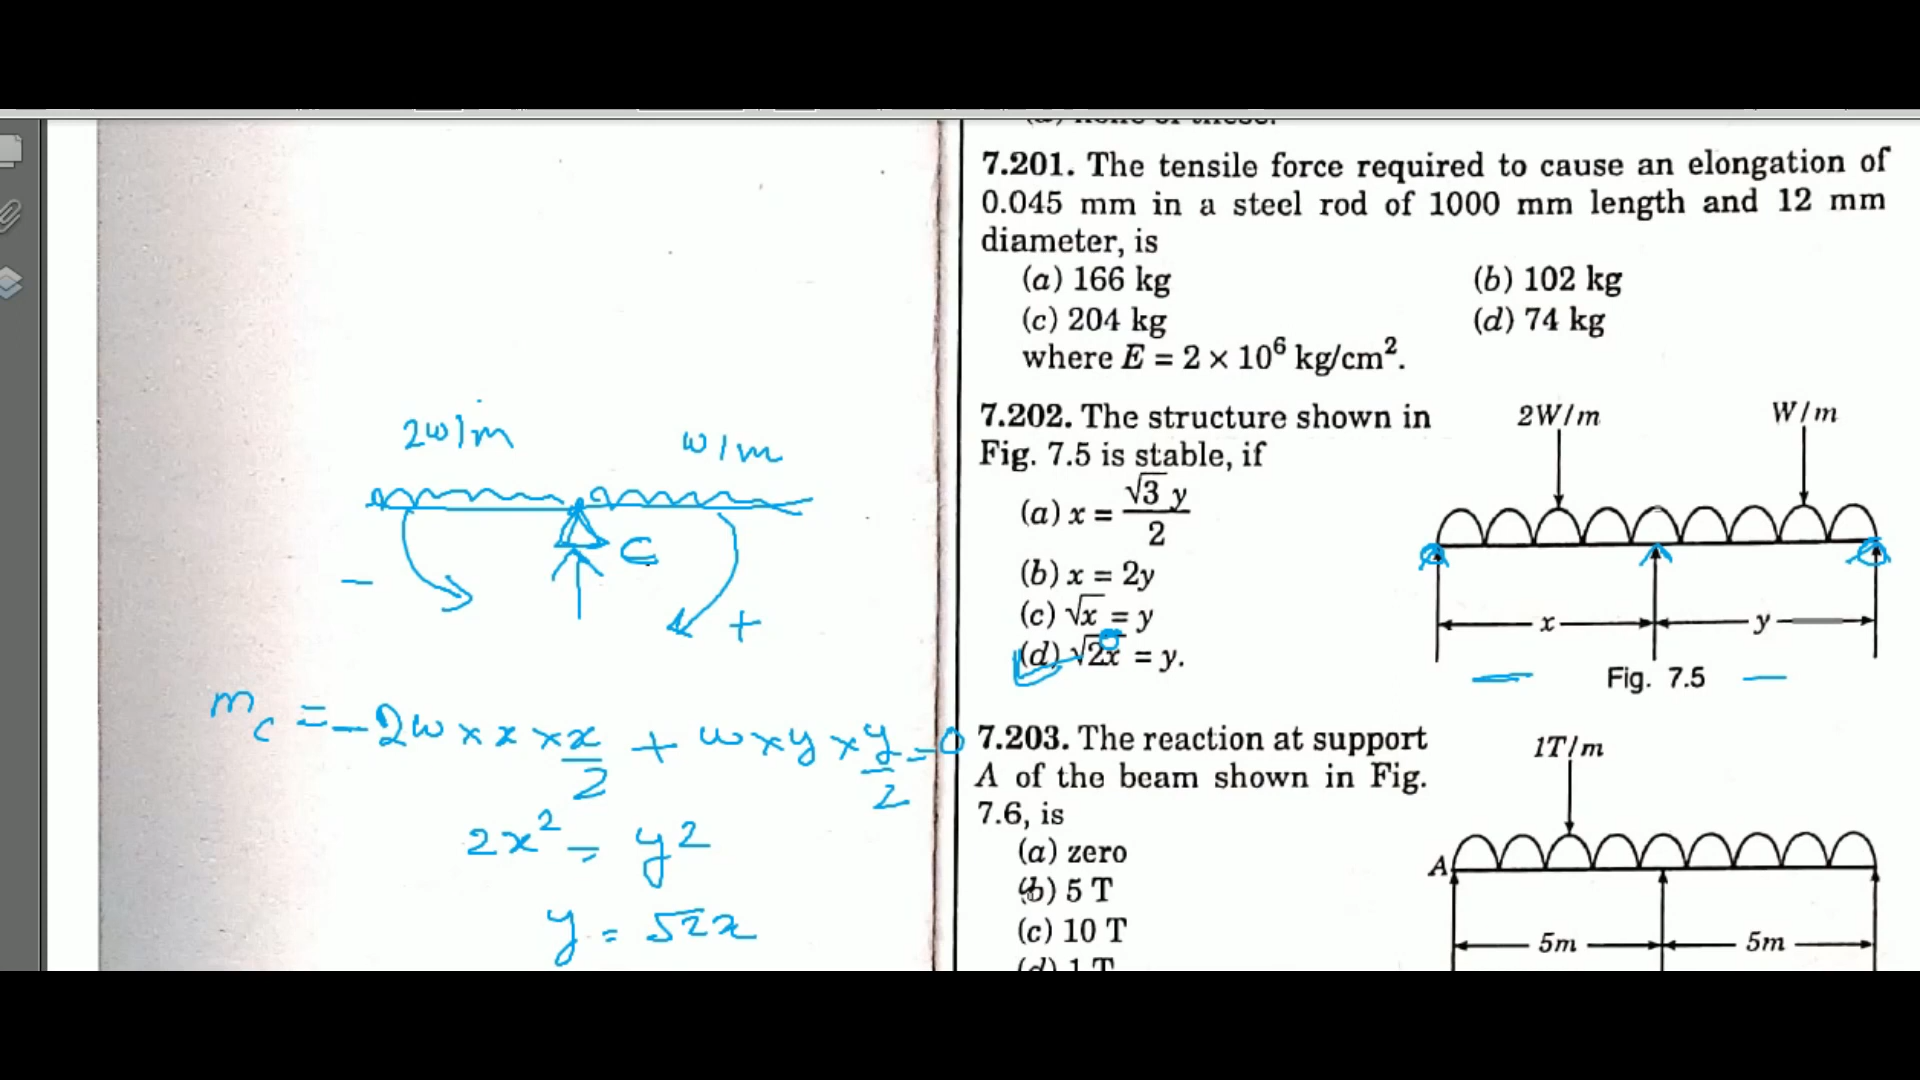 7.201. The tensile force required to cause an elongation of
0.045 mm in a steel rod of 1000 mm length and 12 mm
diameter, is
(a) 166 kg (b) 102 kg
(c) 204 kg (d) 74 kg
where E = 2 × 10⁶ kg/cm².
7.202. The structure shown in
Fig. 7.5 is stable, if
(a) x = √3 y / 2
(b) x = 2y
(c) √x = y
(d) √2x = y.
2W/m W/m
x y
Fig. 7.5
7.203. The reaction at support
A of the beam shown in Fig.
7.6, is
(a) zero
(b) 5 T
(c) 10 T
(d) 1 T
1T/m
A
5m 5m
2w/m w/m
C
- +
mc = -2w × x × x/2 + w × y × y/2 = 0
2x² = y²
y = √2x